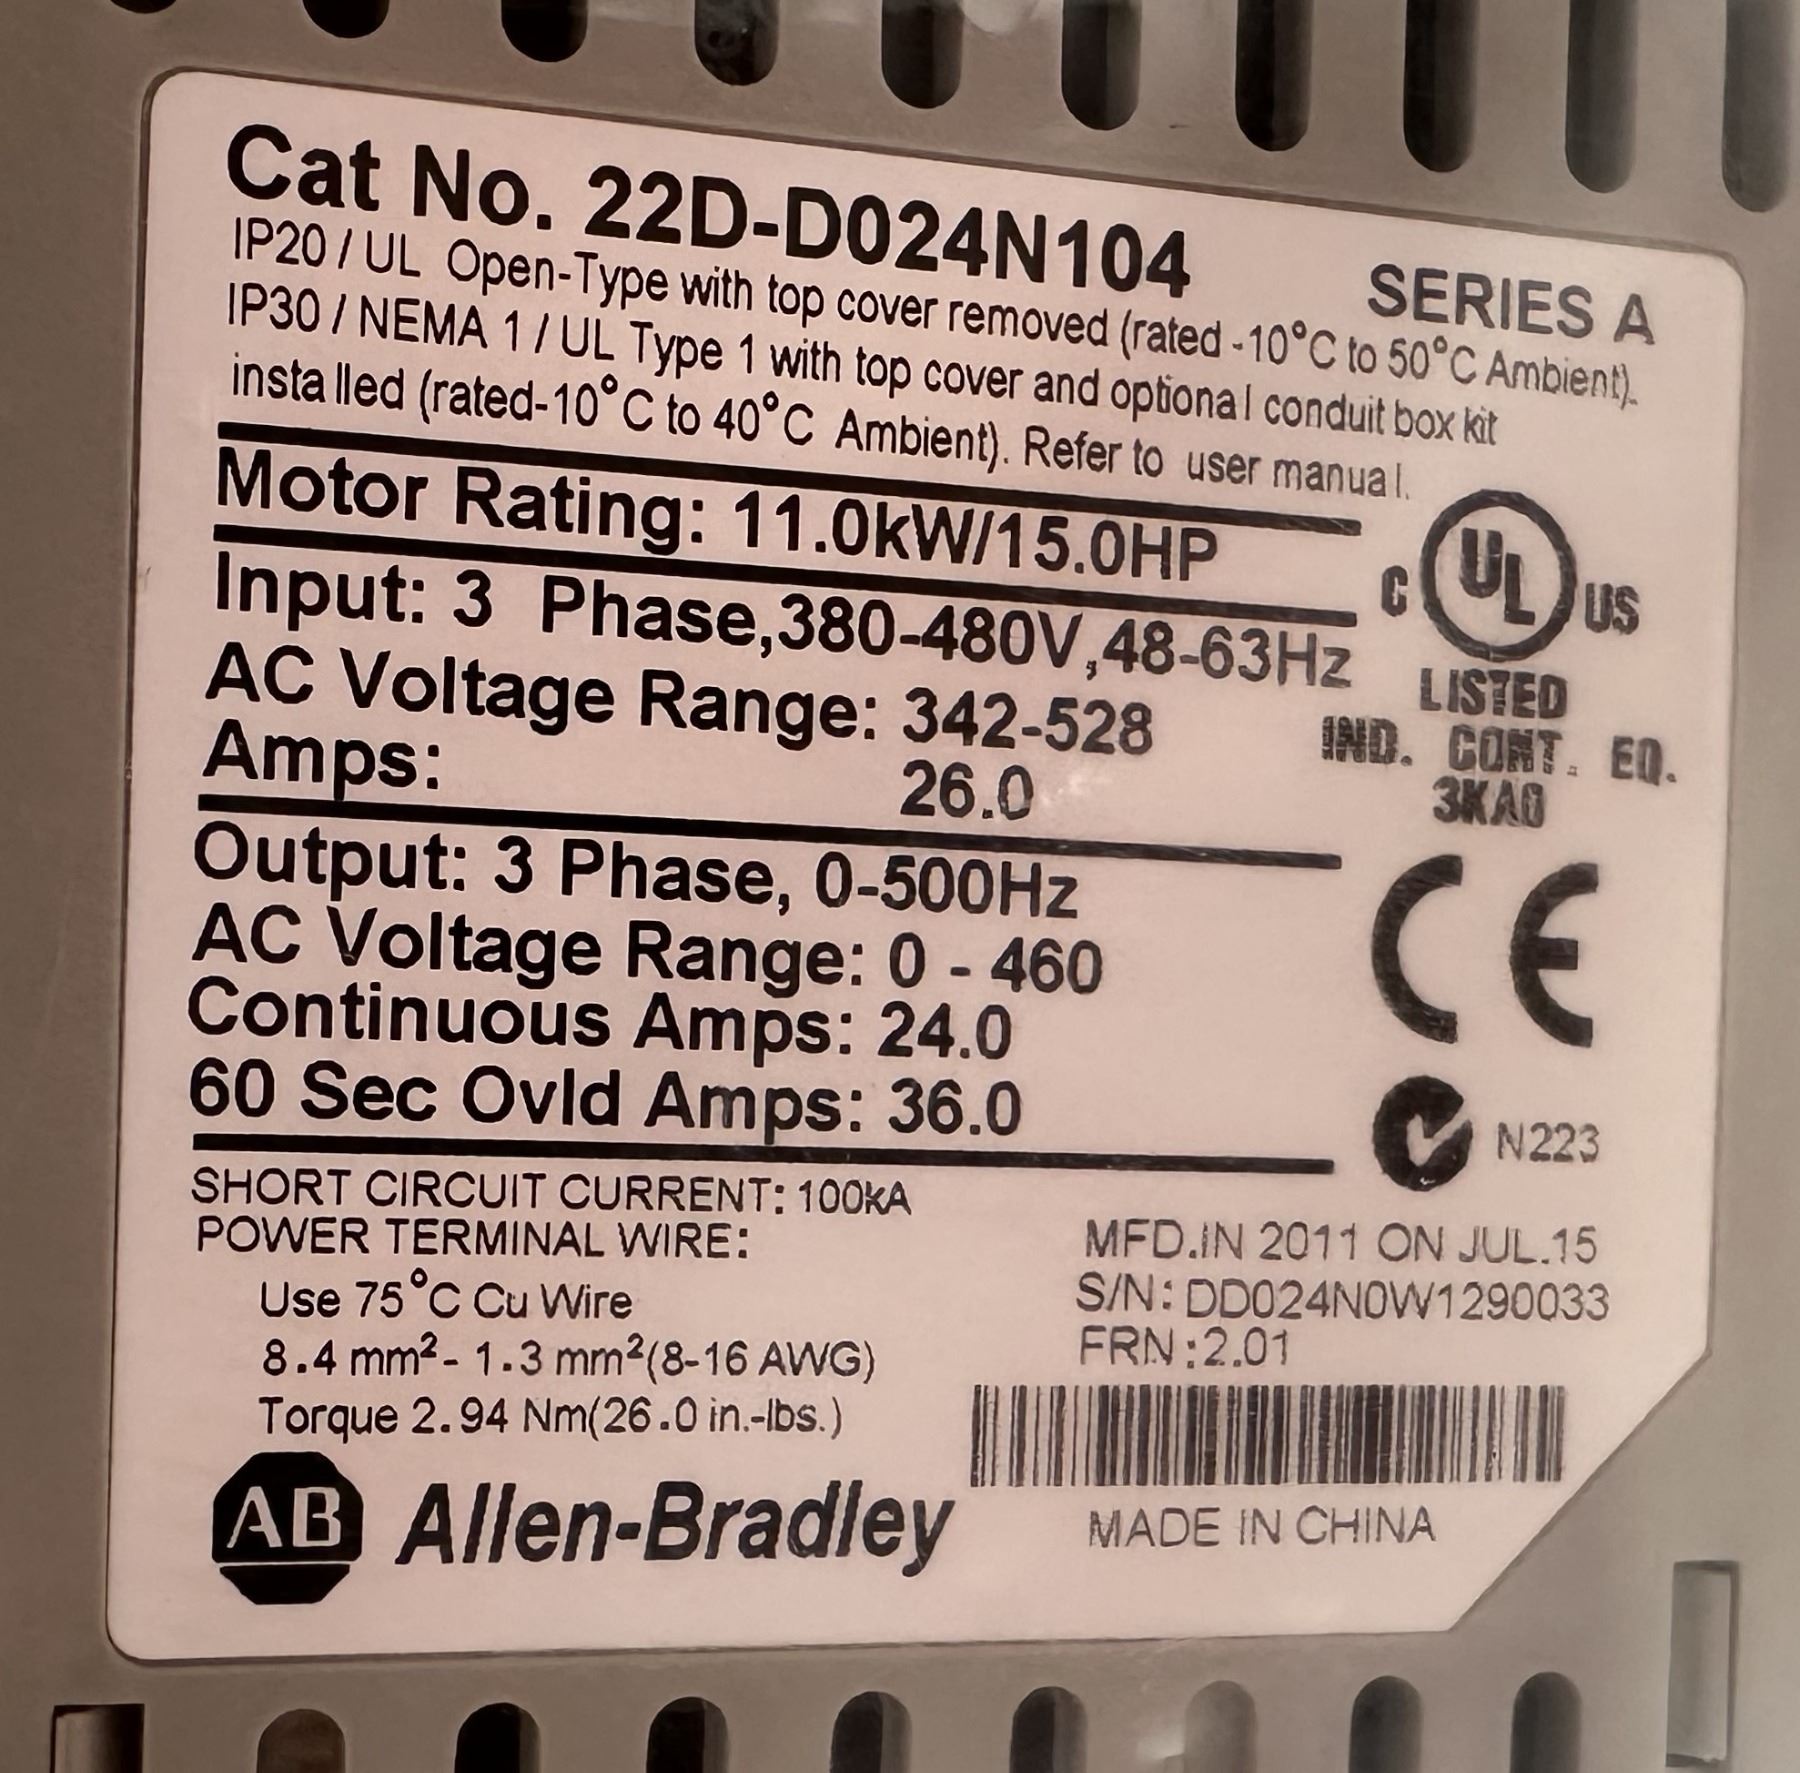 Cat No. 22D-D024N104
SERIES A
IP20 / UL Open-Type with top cover removed (rated -10°C to 50°C Ambient).
IP30 / NEMA 1 / UL Type 1 with top cover and optional conduit box kit
installed (rated-10°C to 40°C Ambient). Refer to user manual.
Motor Rating: 11.0kW/15.0HP
Input: 3 Phase,380-480V,48-63Hz
AC Voltage Range: 342-528
Amps: 26.0
C UL US
LISTED
IND. CONT. EQ.
3KA0
Output: 3 Phase, 0-500Hz
AC Voltage Range: 0 - 460
Continuous Amps: 24.0
60 Sec Ovld Amps: 36.0
CE
N223
SHORT CIRCUIT CURRENT: 100kA
POWER TERMINAL WIRE:
Use 75°C Cu Wire
8.4 mm²- 1.3 mm²(8-16 AWG)
Torque 2.94 Nm(26.0 in.-lbs.)
MFD.IN 2011 ON JUL.15
S/N: DD024N0W1290033
FRN:2.01
AB Allen-Bradley
MADE IN CHINA